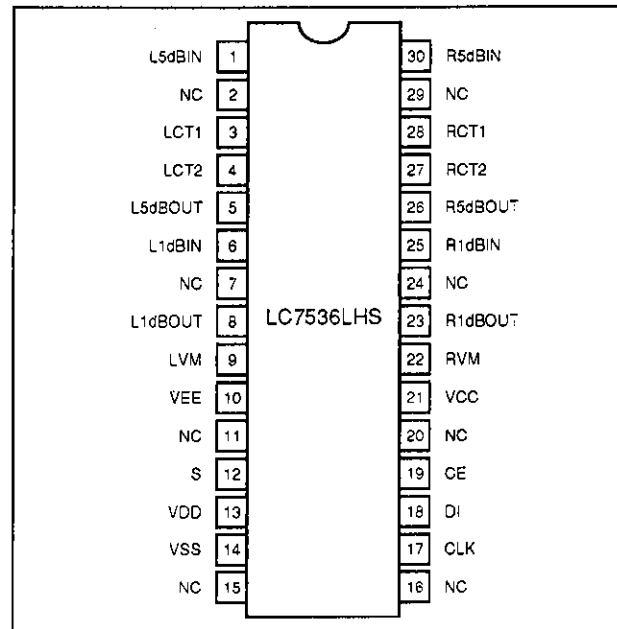 L5dBIN 1 30 R5dBIN
NC 2 29 NC
LCT1 3 28 RCT1
LCT2 4 27 RCT2
L5dBOUT 5 26 R5dBOUT
L1dBIN 6 25 R1dBIN
NC 7 24 NC
LC7536LHS
L1dBOUT 8 23 R1dBOUT
LVM 9 22 RVM
VEE 10 21 VCC
NC 11 20 NC
S 12 19 CE
VDD 13 18 DI
VSS 14 17 CLK
NC 15 16 NC